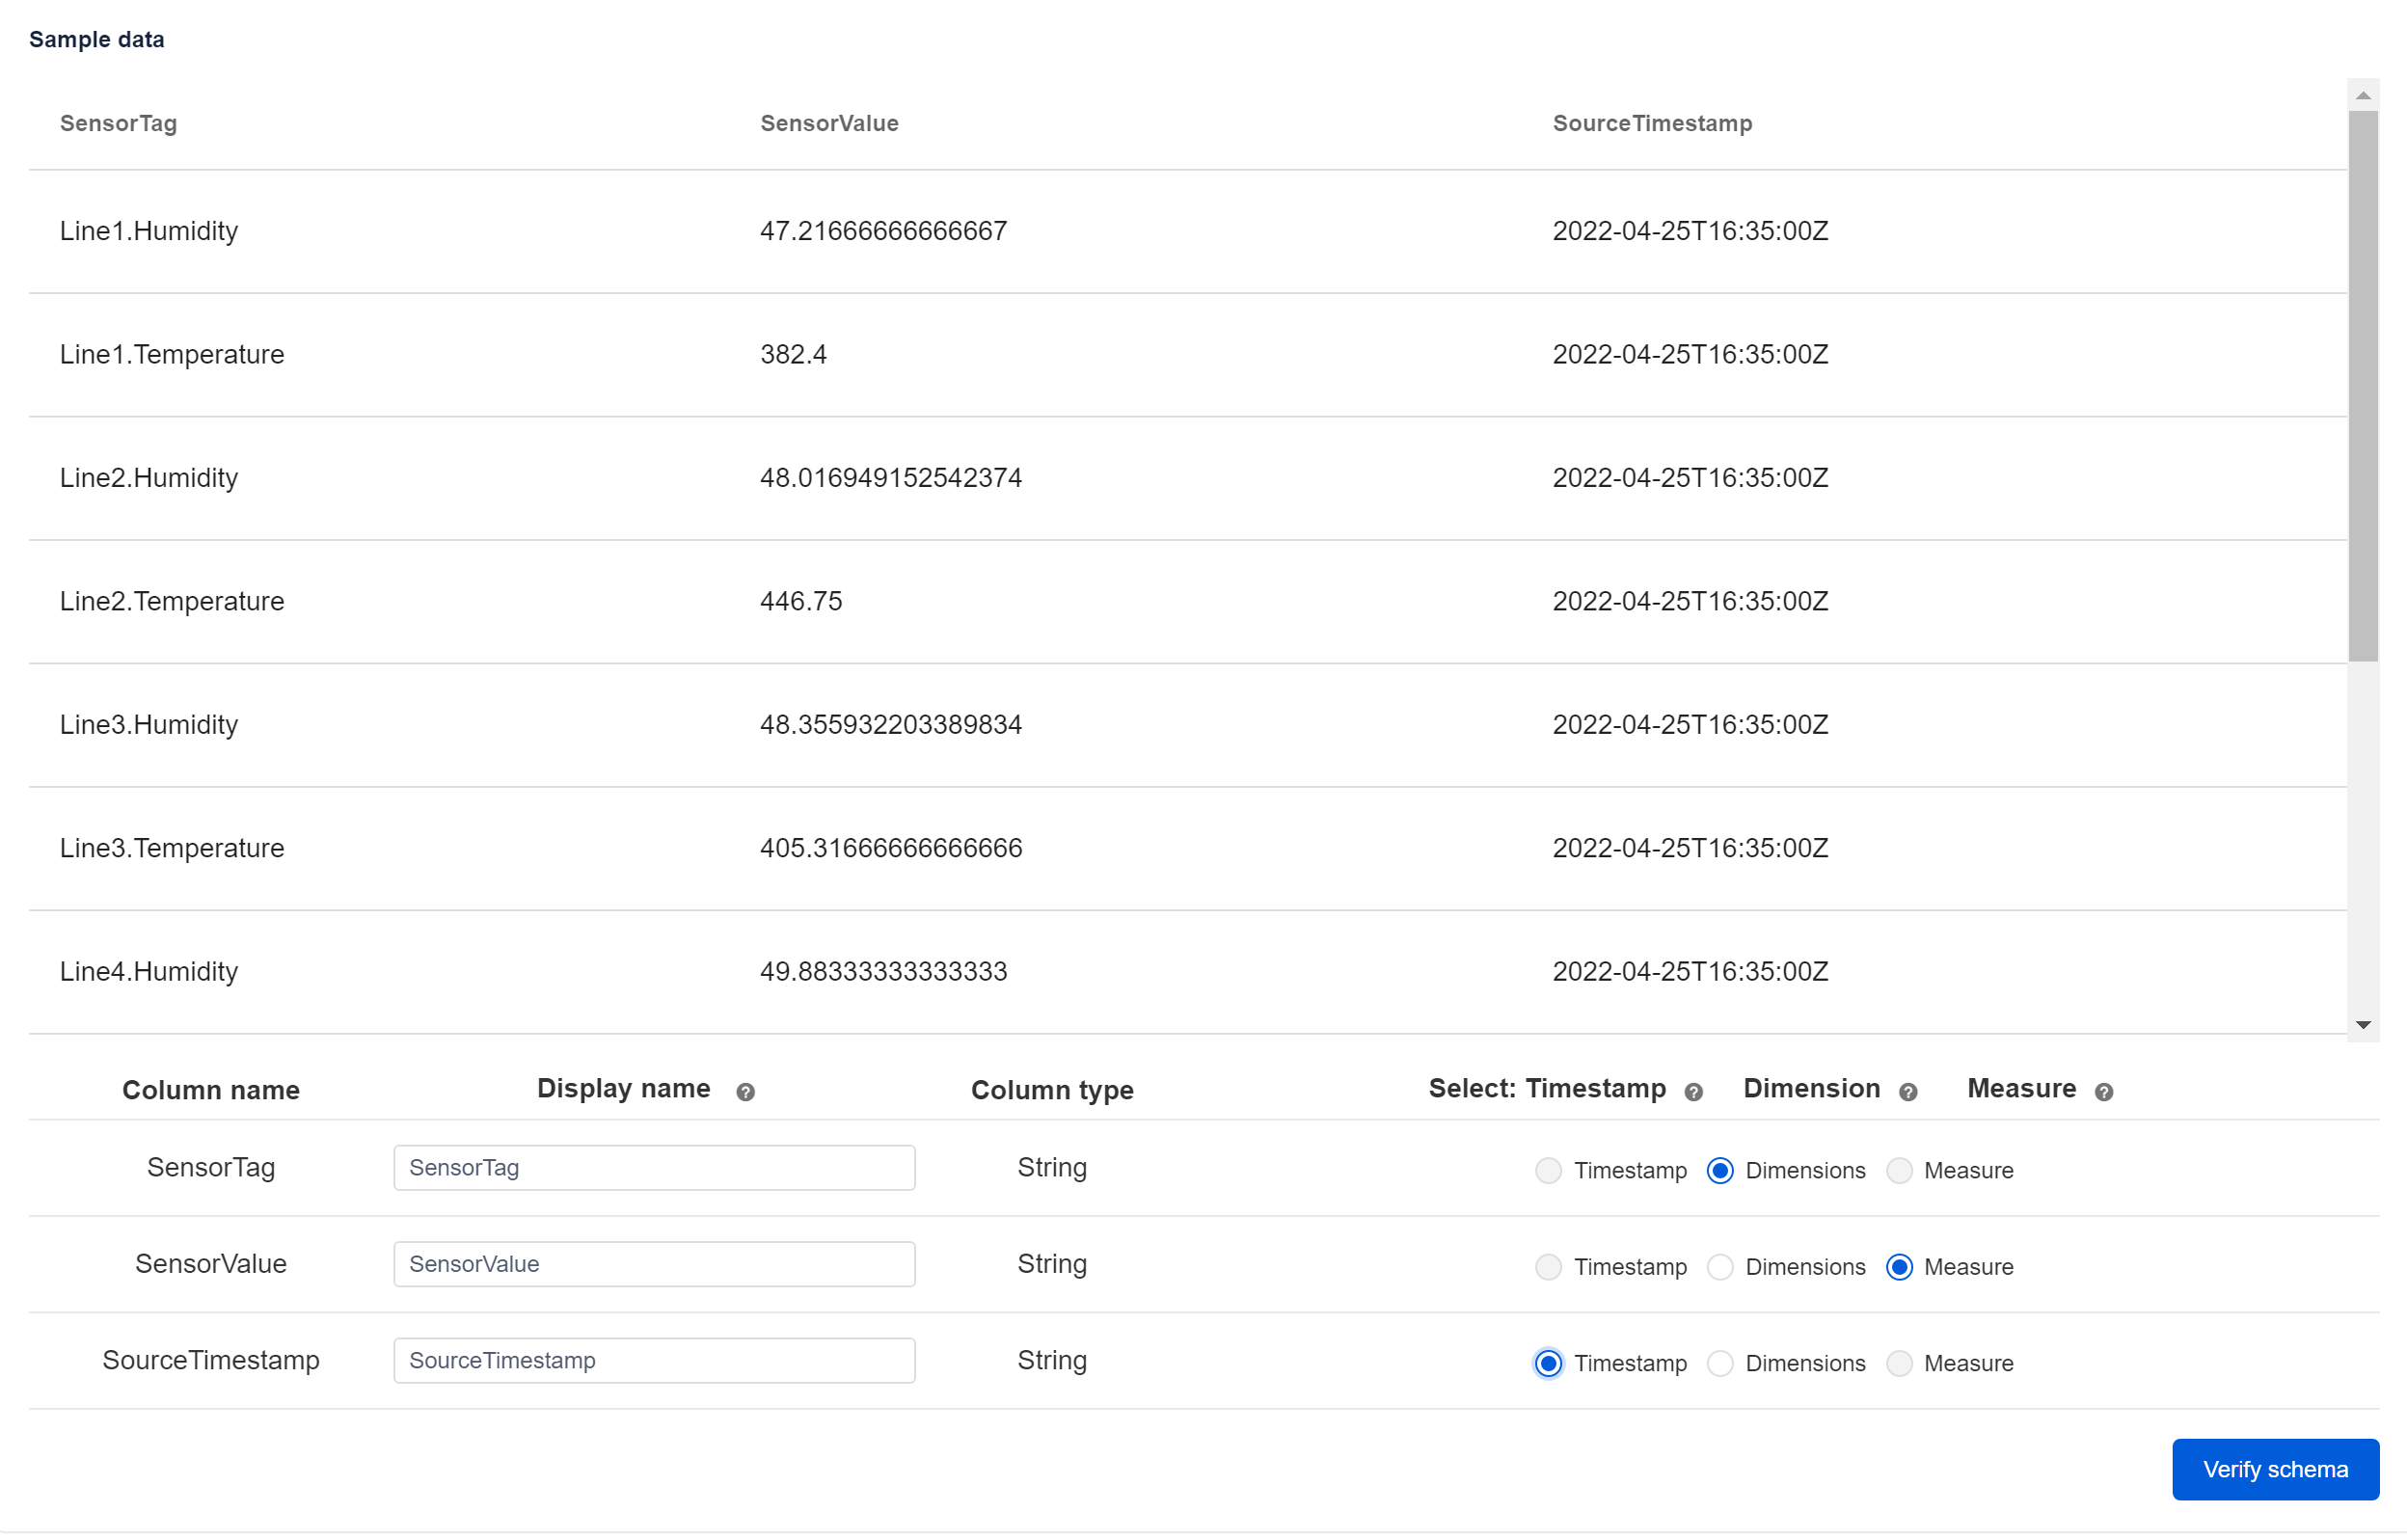 Sample data
SensorTag SensorValue SourceTimestamp
Line1.Humidity 47.21666666666667 2022-04-25T16:35:00Z
Line1.Temperature 382.4 2022-04-25T16:35:00Z
Line2.Humidity 48.016949152542374 2022-04-25T16:35:00Z
Line2.Temperature 446.75 2022-04-25T16:35:00Z
Line3.Humidity 48.355932203389834 2022-04-25T16:35:00Z
Line3.Temperature 405.31666666666666 2022-04-25T16:35:00Z
Line4.Humidity 49.88333333333333 2022-04-25T16:35:00Z
Column name Display name ? Column type Select: Timestamp ? Dimension ? Measure ?
SensorTag SensorTag String Timestamp Dimensions Measure
SensorValue SensorValue String Timestamp Dimensions Measure
SourceTimestamp SourceTimestamp String Timestamp Dimensions Measure
Verify schema